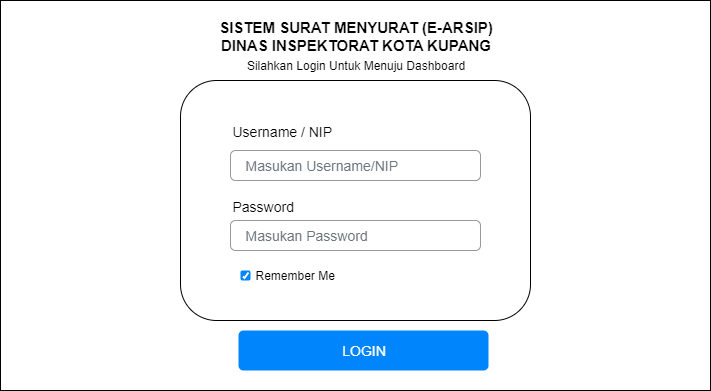 SISTEM SURAT MENYURAT (E-ARSIP)
DINAS INSPEKTORAT KOTA KUPANG
Silahkan Login Untuk Menuju Dashboard
Username / NIP
Masukan Username/NIP
Password
Masukan Password
Remember Me
LOGIN